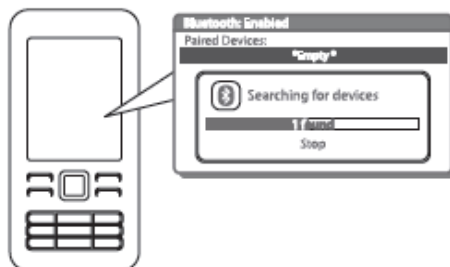 Bluetooth: Enabled
Paired Devices:
*Empty*
Searching for devices
1 found
Stop